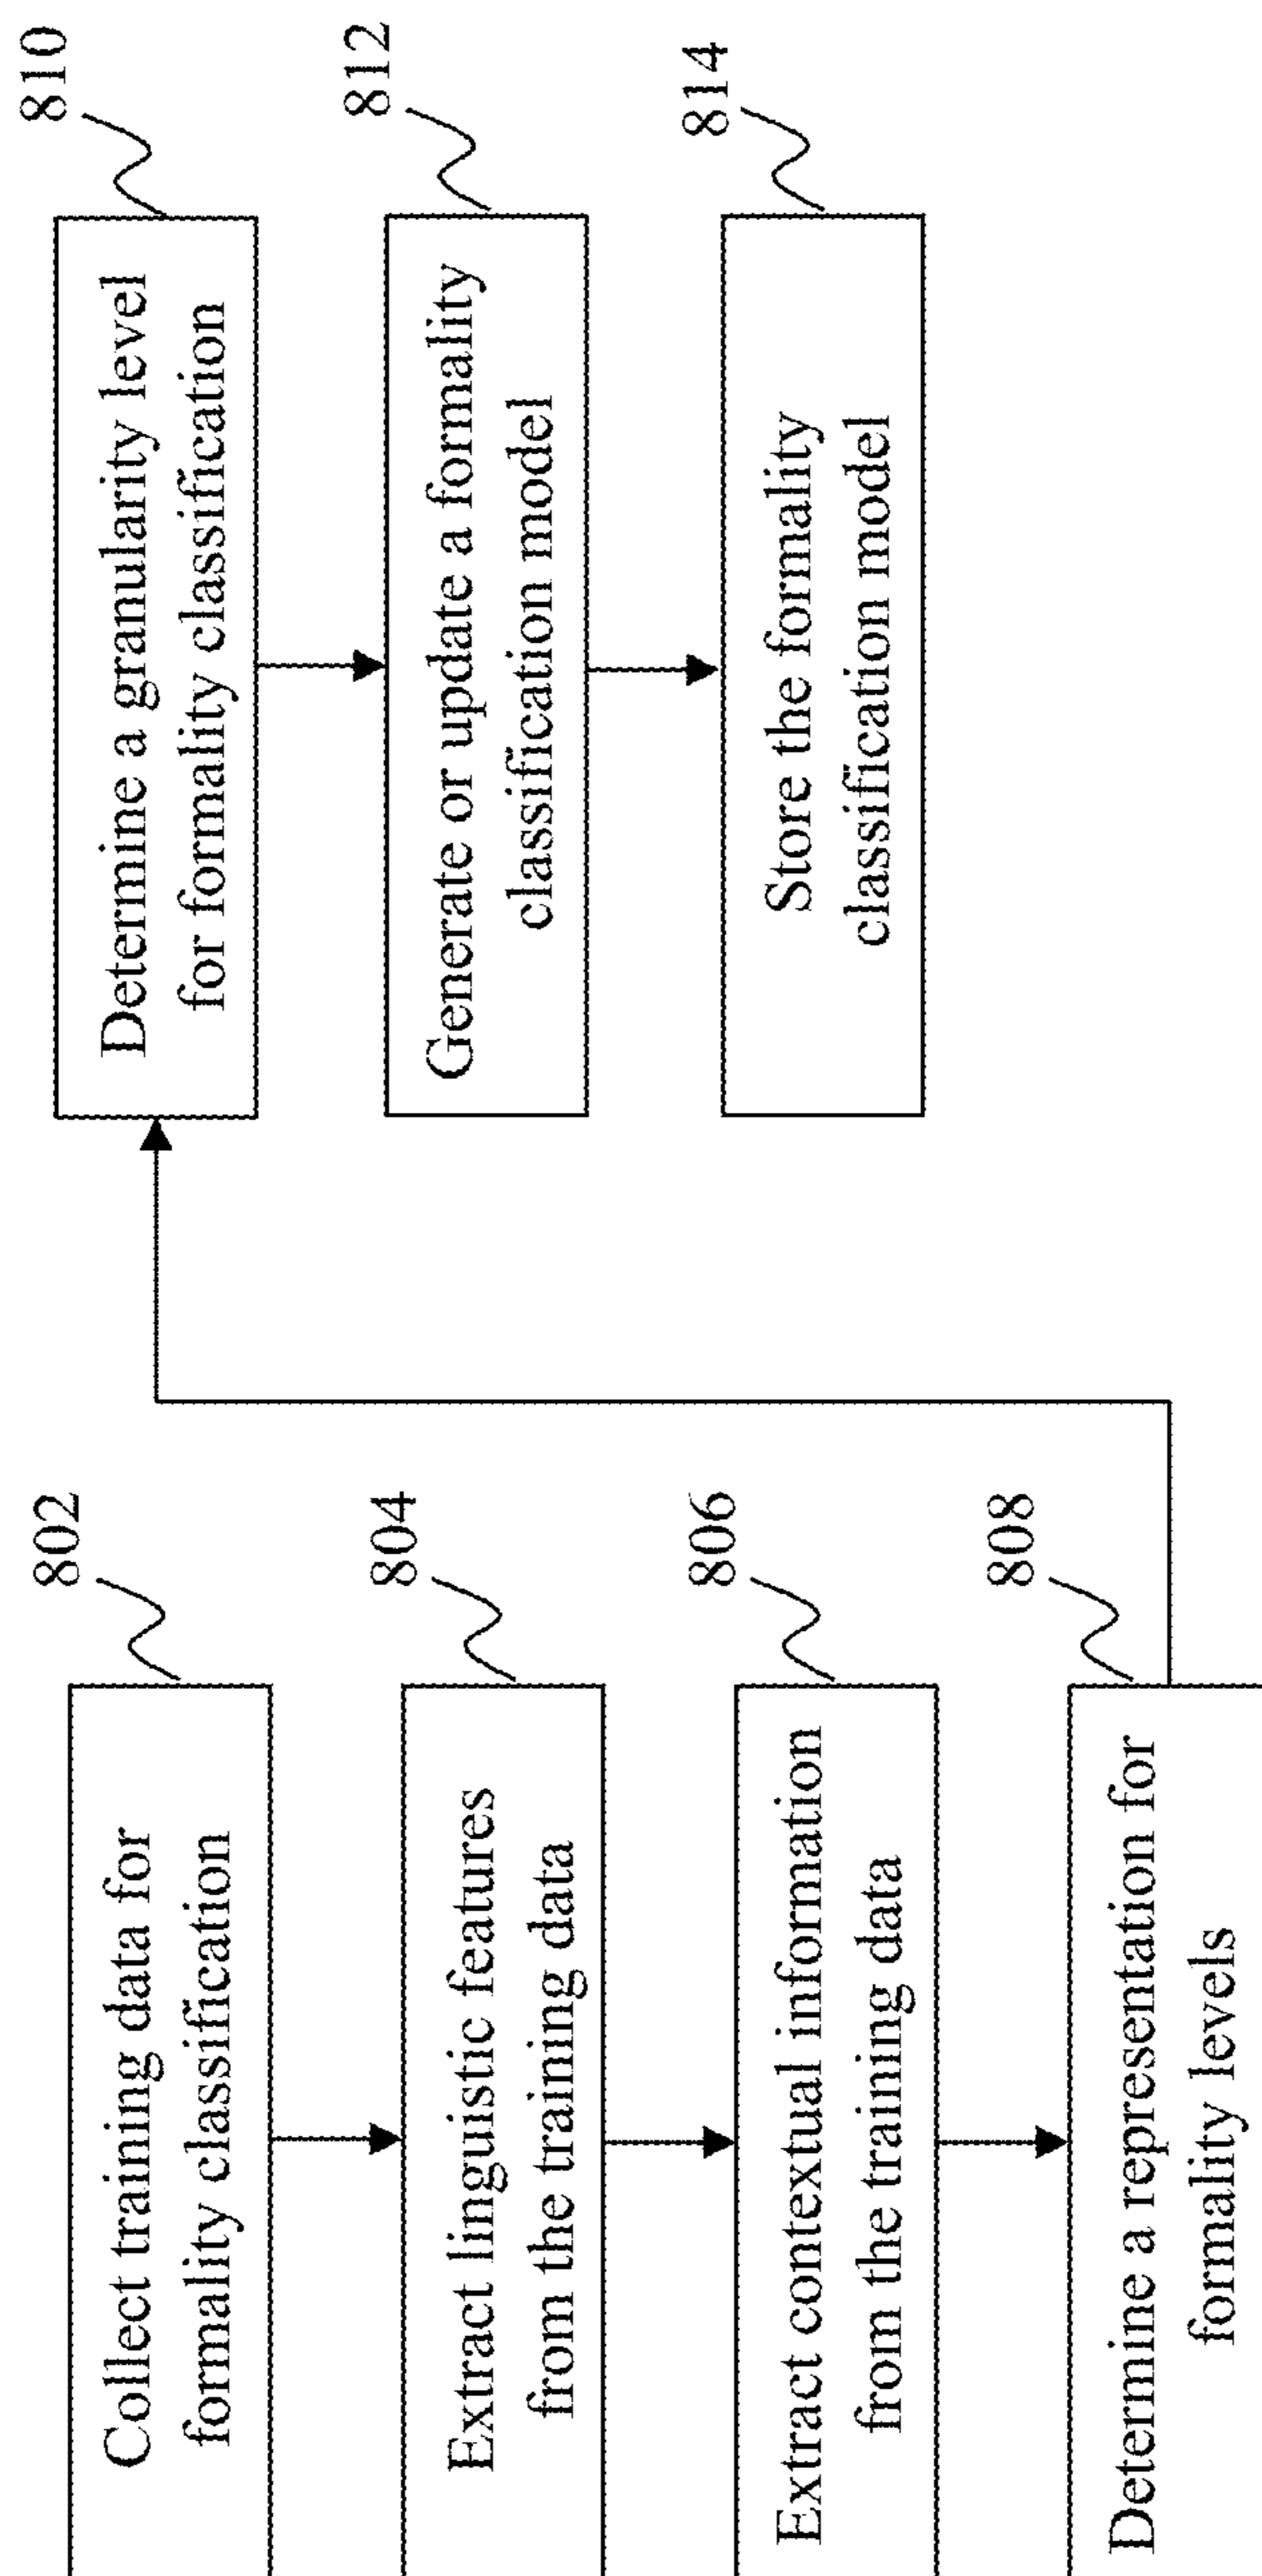 802
Collect training data for
formality classification
804
Extract linguistic features
from the training data
806
Extract contextual information
from the training data
808
Determine a representation for
formality levels
810
Determine a granularity level
for formality classification
812
Generate or update a formality
classification model
814
Store the formality
classification model